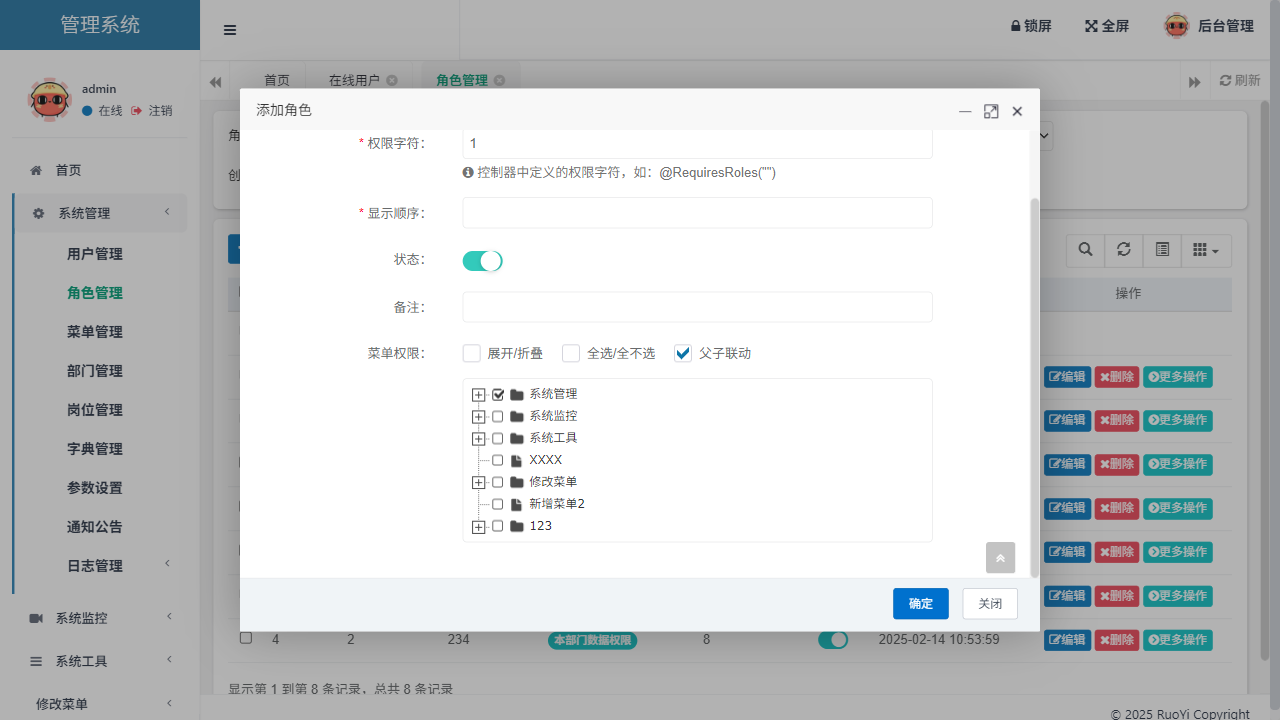 管理系统
锁屏
全屏
后台管理
admin
在线
注销
首页
在线用户
角色管理
刷新
首页
系统管理
用户管理
角色管理
菜单管理
部门管理
岗位管理
字典管理
参数设置
通知公告
日志管理
系统监控
系统工具
修改菜单
添加角色
* 权限字符：
1
控制器中定义的权限字符，如：@RequiresRoles("")
* 显示顺序：
状态：
备注：
菜单权限：
展开/折叠
全选/全不选
父子联动
系统管理
系统监控
系统工具
XXXX
修改菜单
新增菜单2
123
确定
关闭
操作
编辑 删除 更多操作
编辑 删除 更多操作
编辑 删除 更多操作
编辑 删除 更多操作
编辑 删除 更多操作
编辑 删除 更多操作
4 2 234 本部门数据权限 8 2025-02-14 10:53:59 编辑 删除 更多操作
显示第 1 到第 8 条记录，总共 8 条记录
© 2025 RuoYi Copyright